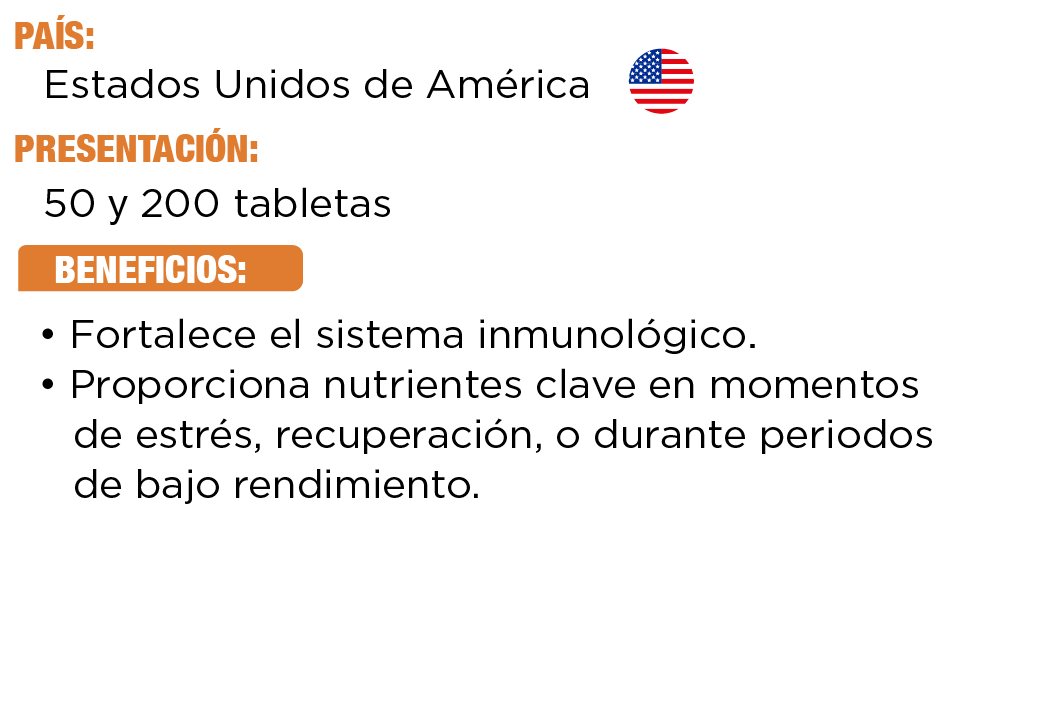 PAÍS:
Estados Unidos de América
PRESENTACIÓN:
50 y 200 tabletas
BENEFICIOS:
• Fortalece el sistema inmunológico.
• Proporciona nutrientes clave en momentos
de estrés, recuperación, o durante periodos
de bajo rendimiento.